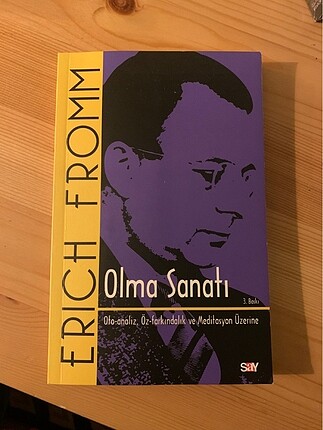 ERICH FROMM
Olma Sanatı
3. Baskı
Oto-analiz, Öz-farkındalık ve Meditasyon Üzerine
say